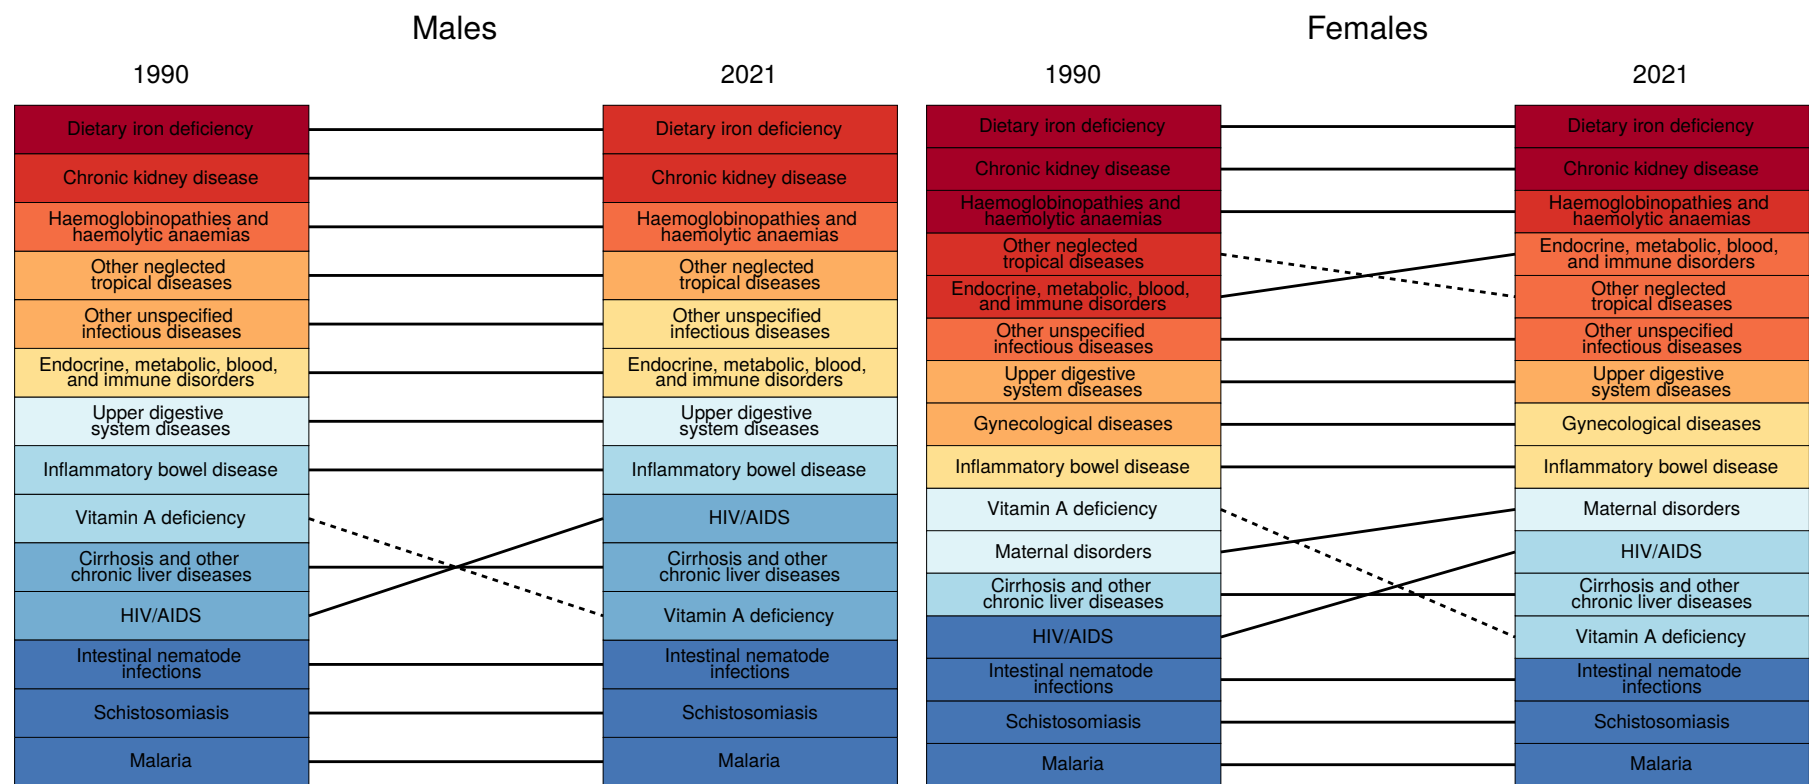 Males
1990
2021
Dietary iron deficiency
Chronic kidney disease
Haemoglobinopathies and
haemolytic anaemias
Other neglected
tropical diseases
Other unspecified
infectious diseases
Endocrine, metabolic, blood,
and immune disorders
Upper digestive
system diseases
Inflammatory bowel disease
Vitamin A deficiency
Cirrhosis and other
chronic liver diseases
HIV/AIDS
Intestinal nematode
infections
Schistosomiasis
Malaria
Dietary iron deficiency
Chronic kidney disease
Haemoglobinopathies and
haemolytic anaemias
Other neglected
tropical diseases
Other unspecified
infectious diseases
Endocrine, metabolic, blood,
and immune disorders
Upper digestive
system diseases
Inflammatory bowel disease
HIV/AIDS
Cirrhosis and other
chronic liver diseases
Vitamin A deficiency
Intestinal nematode
infections
Schistosomiasis
Malaria
Females
1990
2021
Dietary iron deficiency
Chronic kidney disease
Haemoglobinopathies and
haemolytic anaemias
Other neglected
tropical diseases
Endocrine, metabolic, blood,
and immune disorders
Other unspecified
infectious diseases
Upper digestive
system diseases
Gynecological diseases
Inflammatory bowel disease
Vitamin A deficiency
Maternal disorders
Cirrhosis and other
chronic liver diseases
HIV/AIDS
Intestinal nematode
infections
Schistosomiasis
Malaria
Dietary iron deficiency
Chronic kidney disease
Haemoglobinopathies and
haemolytic anaemias
Endocrine, metabolic, blood,
and immune disorders
Other neglected
tropical diseases
Other unspecified
infectious diseases
Upper digestive
system diseases
Gynecological diseases
Inflammatory bowel disease
Maternal disorders
HIV/AIDS
Cirrhosis and other
chronic liver diseases
Vitamin A deficiency
Intestinal nematode
infections
Schistosomiasis
Malaria